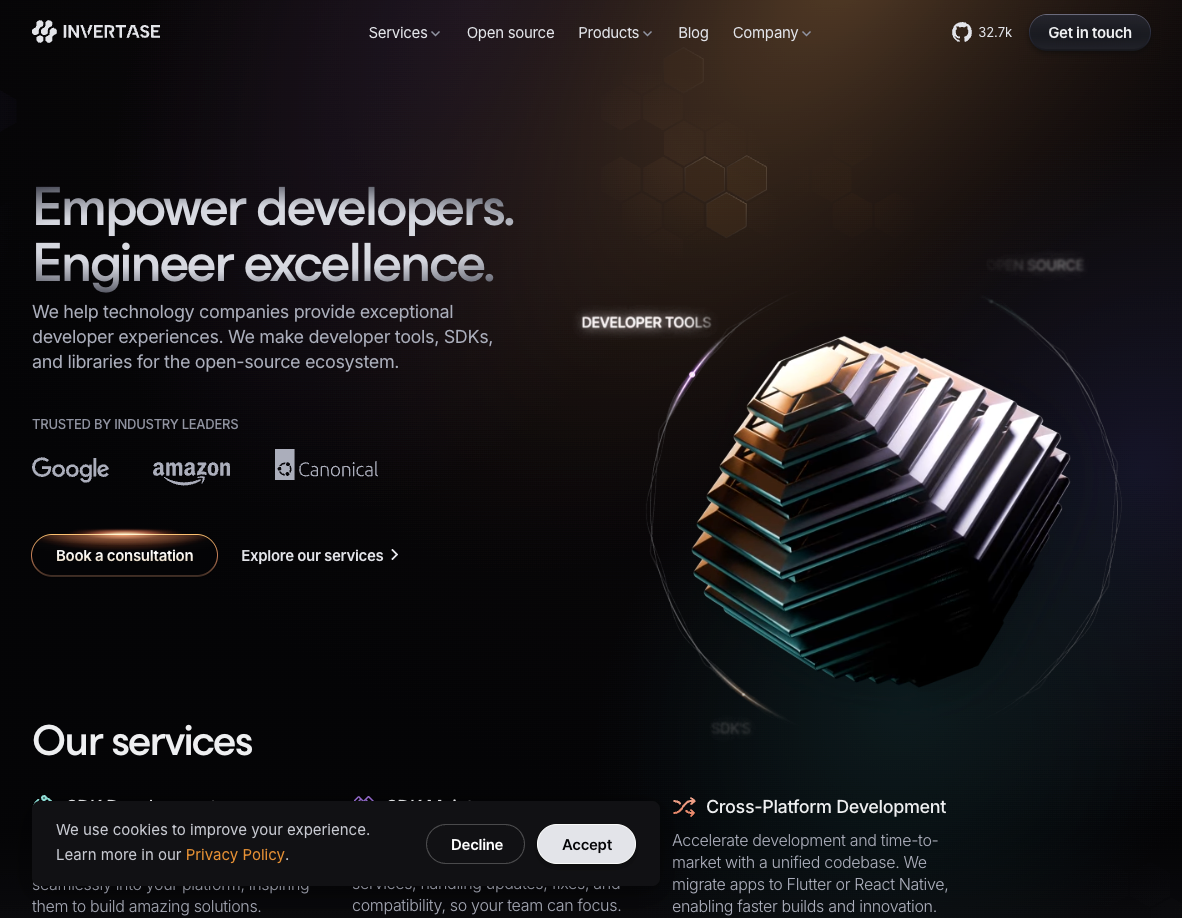 INVERTASE
Services
Open source
Products
Blog
Company
32.7k
Get in touch
Empower developers.
Engineer excellence.
We help technology companies provide exceptional
developer experiences. We make developer tools, SDKs,
and libraries for the open-source ecosystem.
TRUSTED BY INDUSTRY LEADERS
Google
amazon
Canonical
Book a consultation
Explore our services
OPEN SOURCE
DEVELOPER TOOLS
SDK'S
Our services
Cross-Platform Development
Accelerate development and time-to-
market with a unified codebase. We
migrate apps to Flutter or React Native,
enabling faster builds and innovation.
We use cookies to improve your experience.
Learn more in our Privacy Policy.
Decline
Accept
seamlessly into your platform, inspiring
them to build amazing solutions.
services, handling updates, fixes, and
compatibility, so your team can focus.